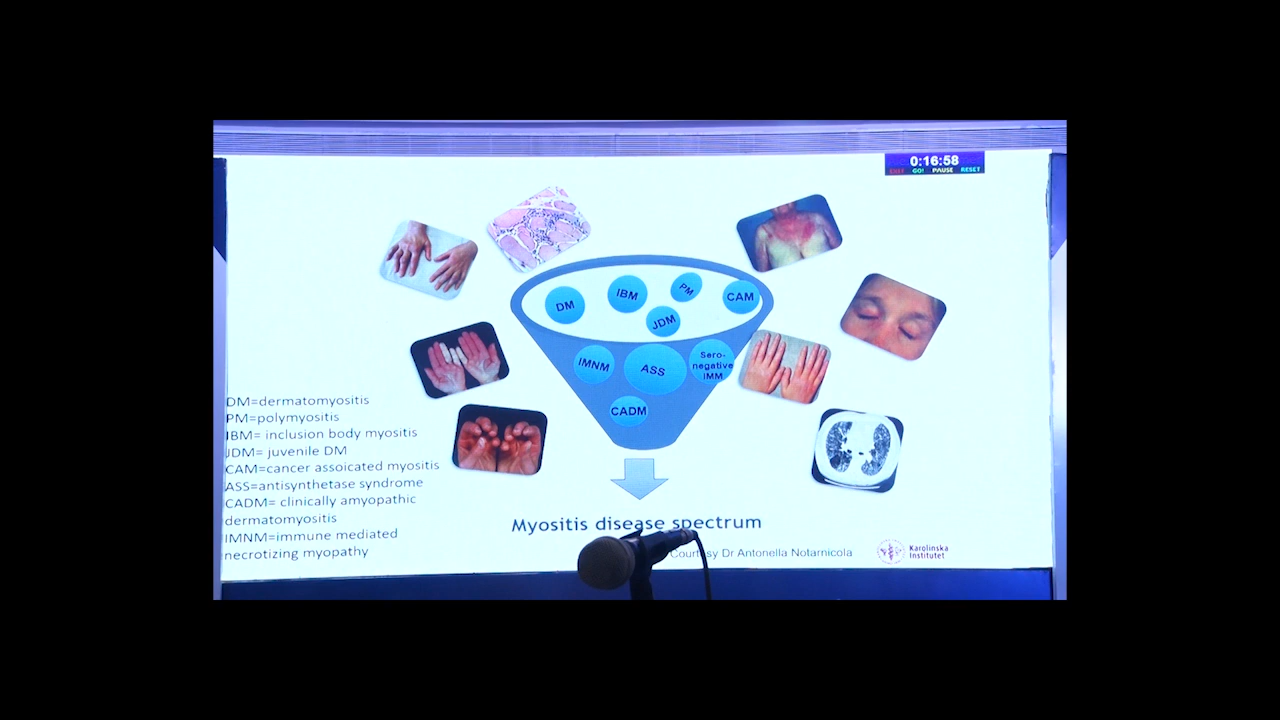 0:16:58
EXIT GO! PAUSE RESET
DM
IBM
PM
JDM
CAM
IMNM
ASS
Sero-
negative
IMM
CADM
DM=dermatomyositis
PM=polymyositis
IBM= inclusion body myositis
JDM= juvenile DM
CAM=cancer assoicated myositis
ASS=antisynthetase syndrome
CADM= clinically amyopathic
dermatomyositis
IMNM=immune mediated
necrotizing myopathy
Myositis disease spectrum
Courtesy Dr Antonella Notarnicola
Karolinska
Institutet